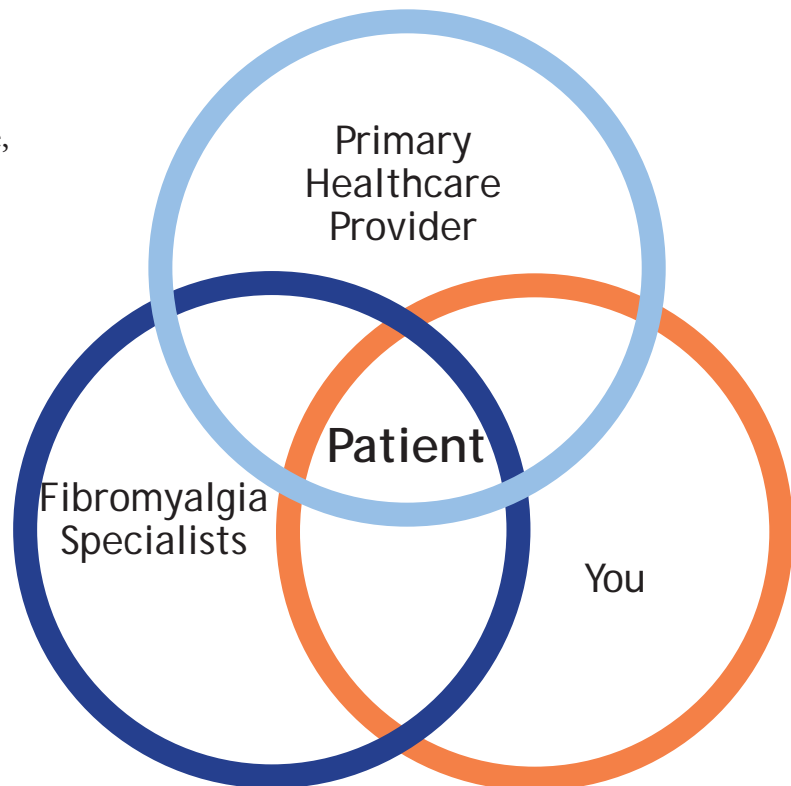 Primary
Healthcare
Provider
Patient
Fibromyalgia
Specialists
You